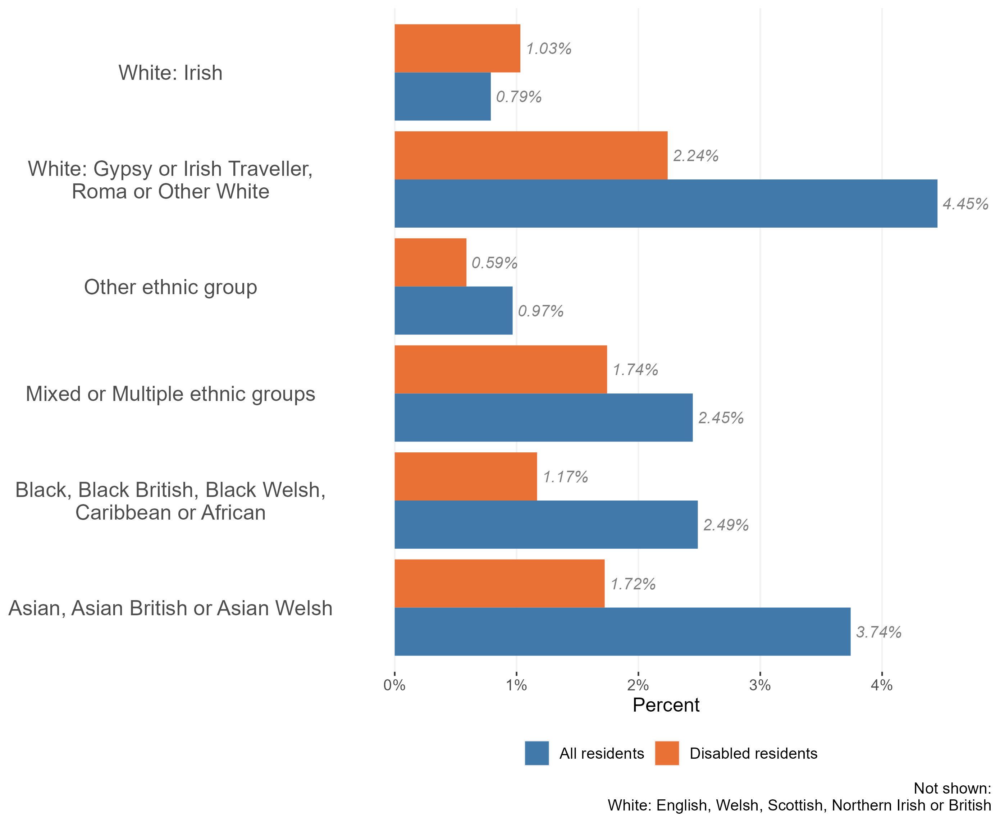 White: Irish
1.03%
0.79%
White: Gypsy or Irish Traveller,
Roma or Other White
2.24%
4.45%
Other ethnic group
0.59%
0.97%
Mixed or Multiple ethnic groups
1.74%
2.45%
Black, Black British, Black Welsh,
Caribbean or African
1.17%
2.49%
Asian, Asian British or Asian Welsh
1.72%
3.74%
0% 1% 2% 3% 4%
Percent
All residents Disabled residents
Not shown:
White: English, Welsh, Scottish, Northern Irish or British